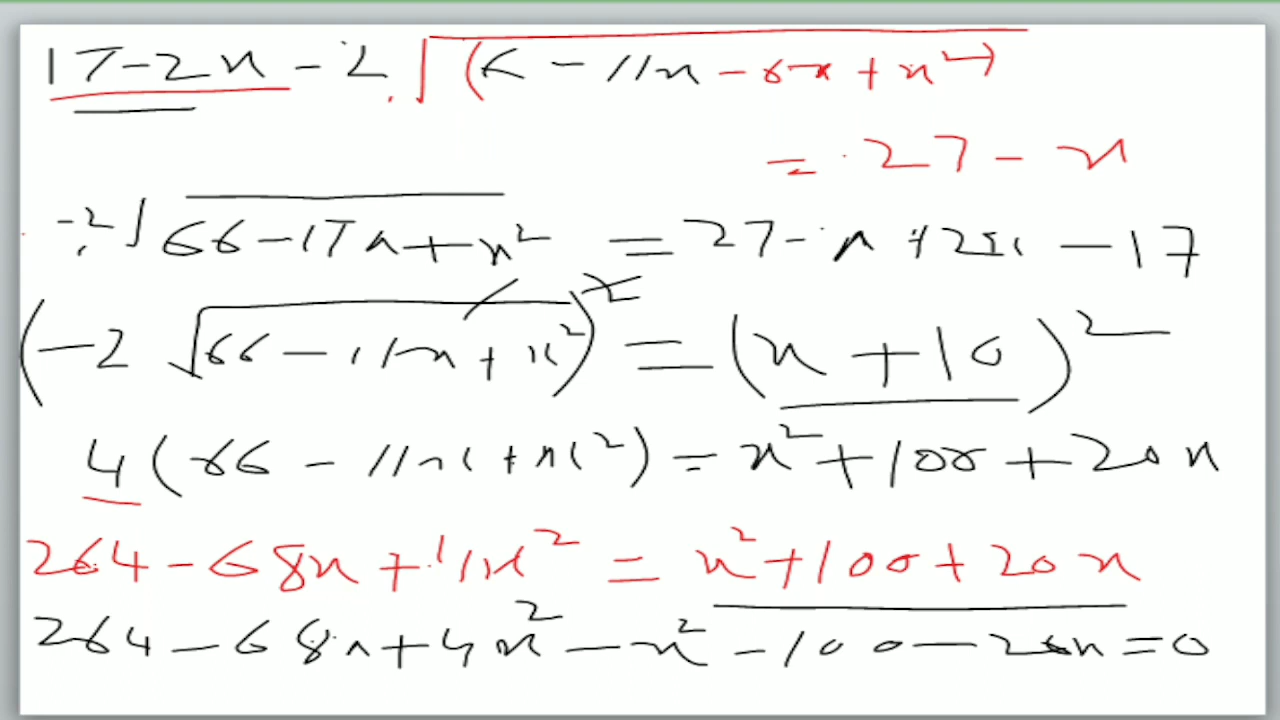 17-2x-2√(6-11x-6x+x²)
= 27-x
-2√66-17x+x² = 27-x+2x-17
(-2√66-17x+x²)² = (x+10)²
4(66-17x+x²) = x²+100+20x
264-68x+4x² = x²+100+20x
264-68x+4x²-x²-100-20x=0